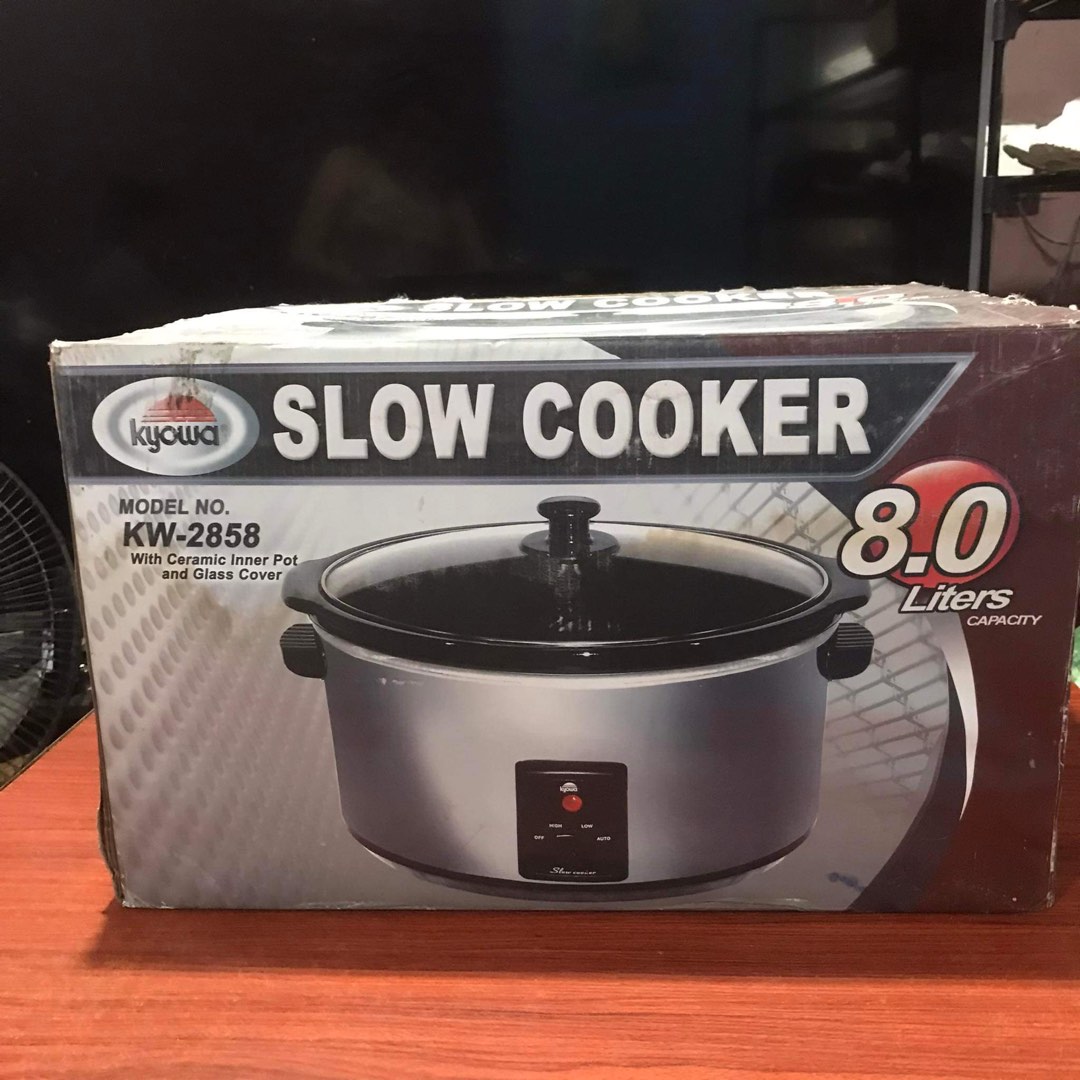 SLOW COOKER
kyowa
SLOW COOKER
MODEL NO.
KW-2858
With Ceramic Inner Pot
and Glass Cover
8.0
Liters
CAPACITY
kyowa
HIGH LOW
OFF AUTO
Slow cooker